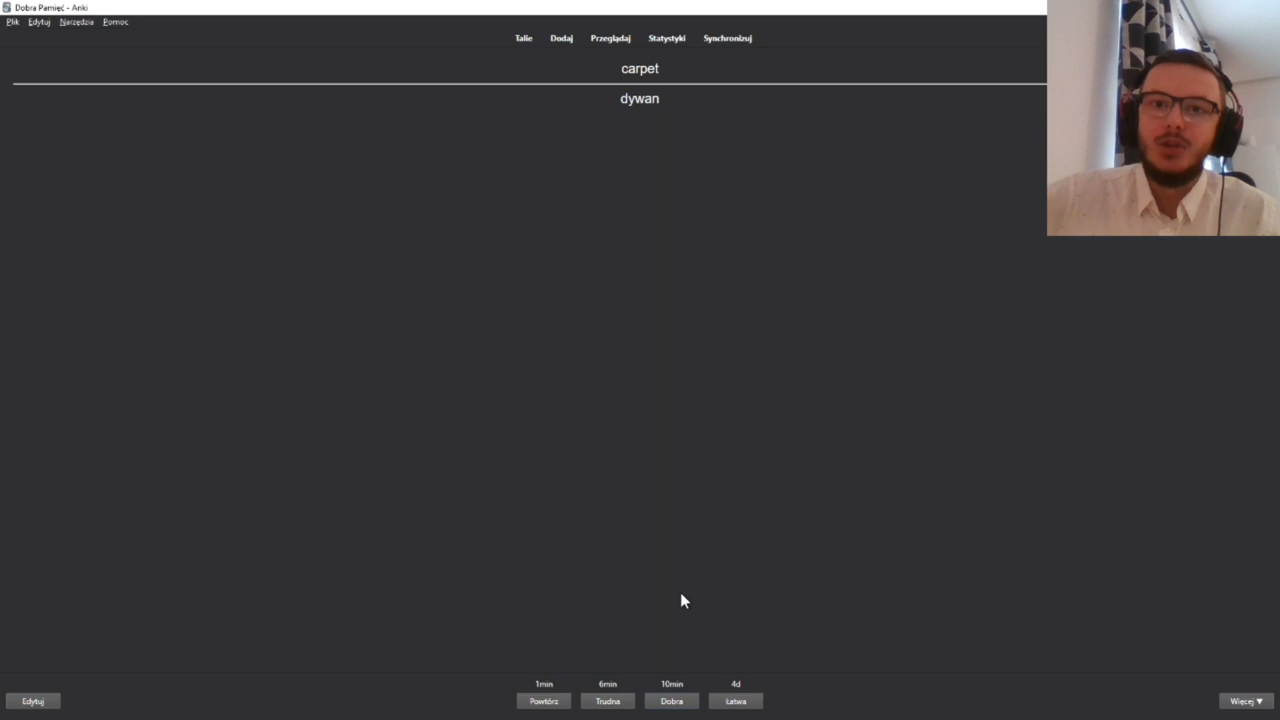 Dobra Pamięć - Anki
Plik Edytuj Narzędzia Pomoc
Talie Dodaj Przeglądaj Statystyki Synchronizuj
carpet
dywan
1min 6min 10min 4d
Edytuj Powtórz Trudna Dobra Łatwa Więcej ▼